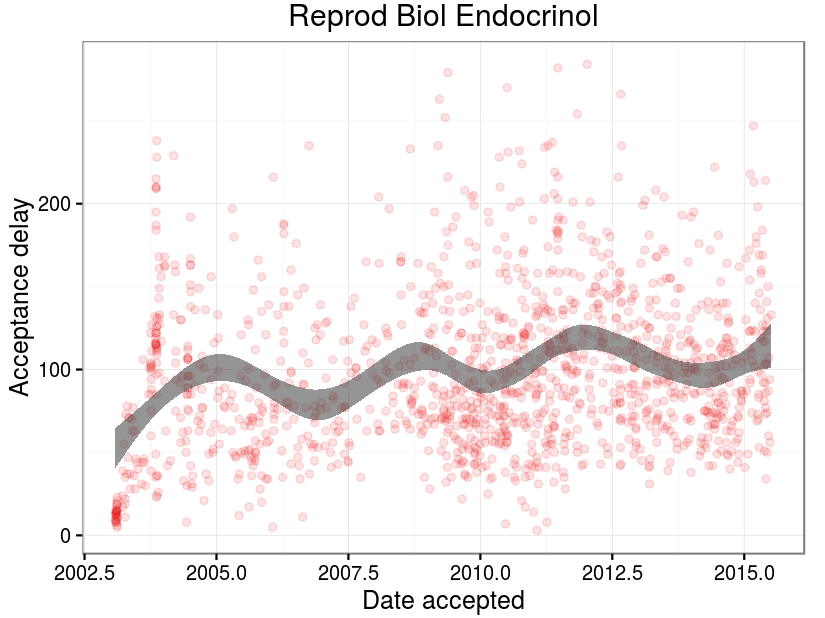 Reprod Biol Endocrinol
Acceptance delay
200
100
0
2002.5 2005.0 2007.5 2010.0 2012.5 2015.0
Date accepted